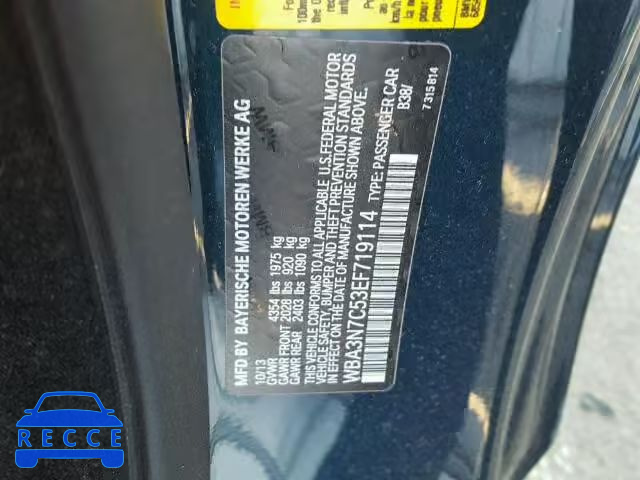 MFD BY BAYERISCHE MOTOREN WERKE AG
10/13
GVWR 4354 lbs 1975 kg
GAWR FRONT 2028 lbs 920 kg
GAWR REAR 2403 lbs 1090 kg
THIS VEHICLE CONFORMS TO ALL APPLICABLE U.S.FEDERAL MOTOR
VEHICLE SAFETY, BUMPER AND THEFT PREVENTION STANDARDS
IN EFFECT ON THE DATE OF MANUFACTURE SHOWN ABOVE.
WBA3N7C53EF719114 TYPE: PASSENGER CAR
B38/
7315814
RECCE